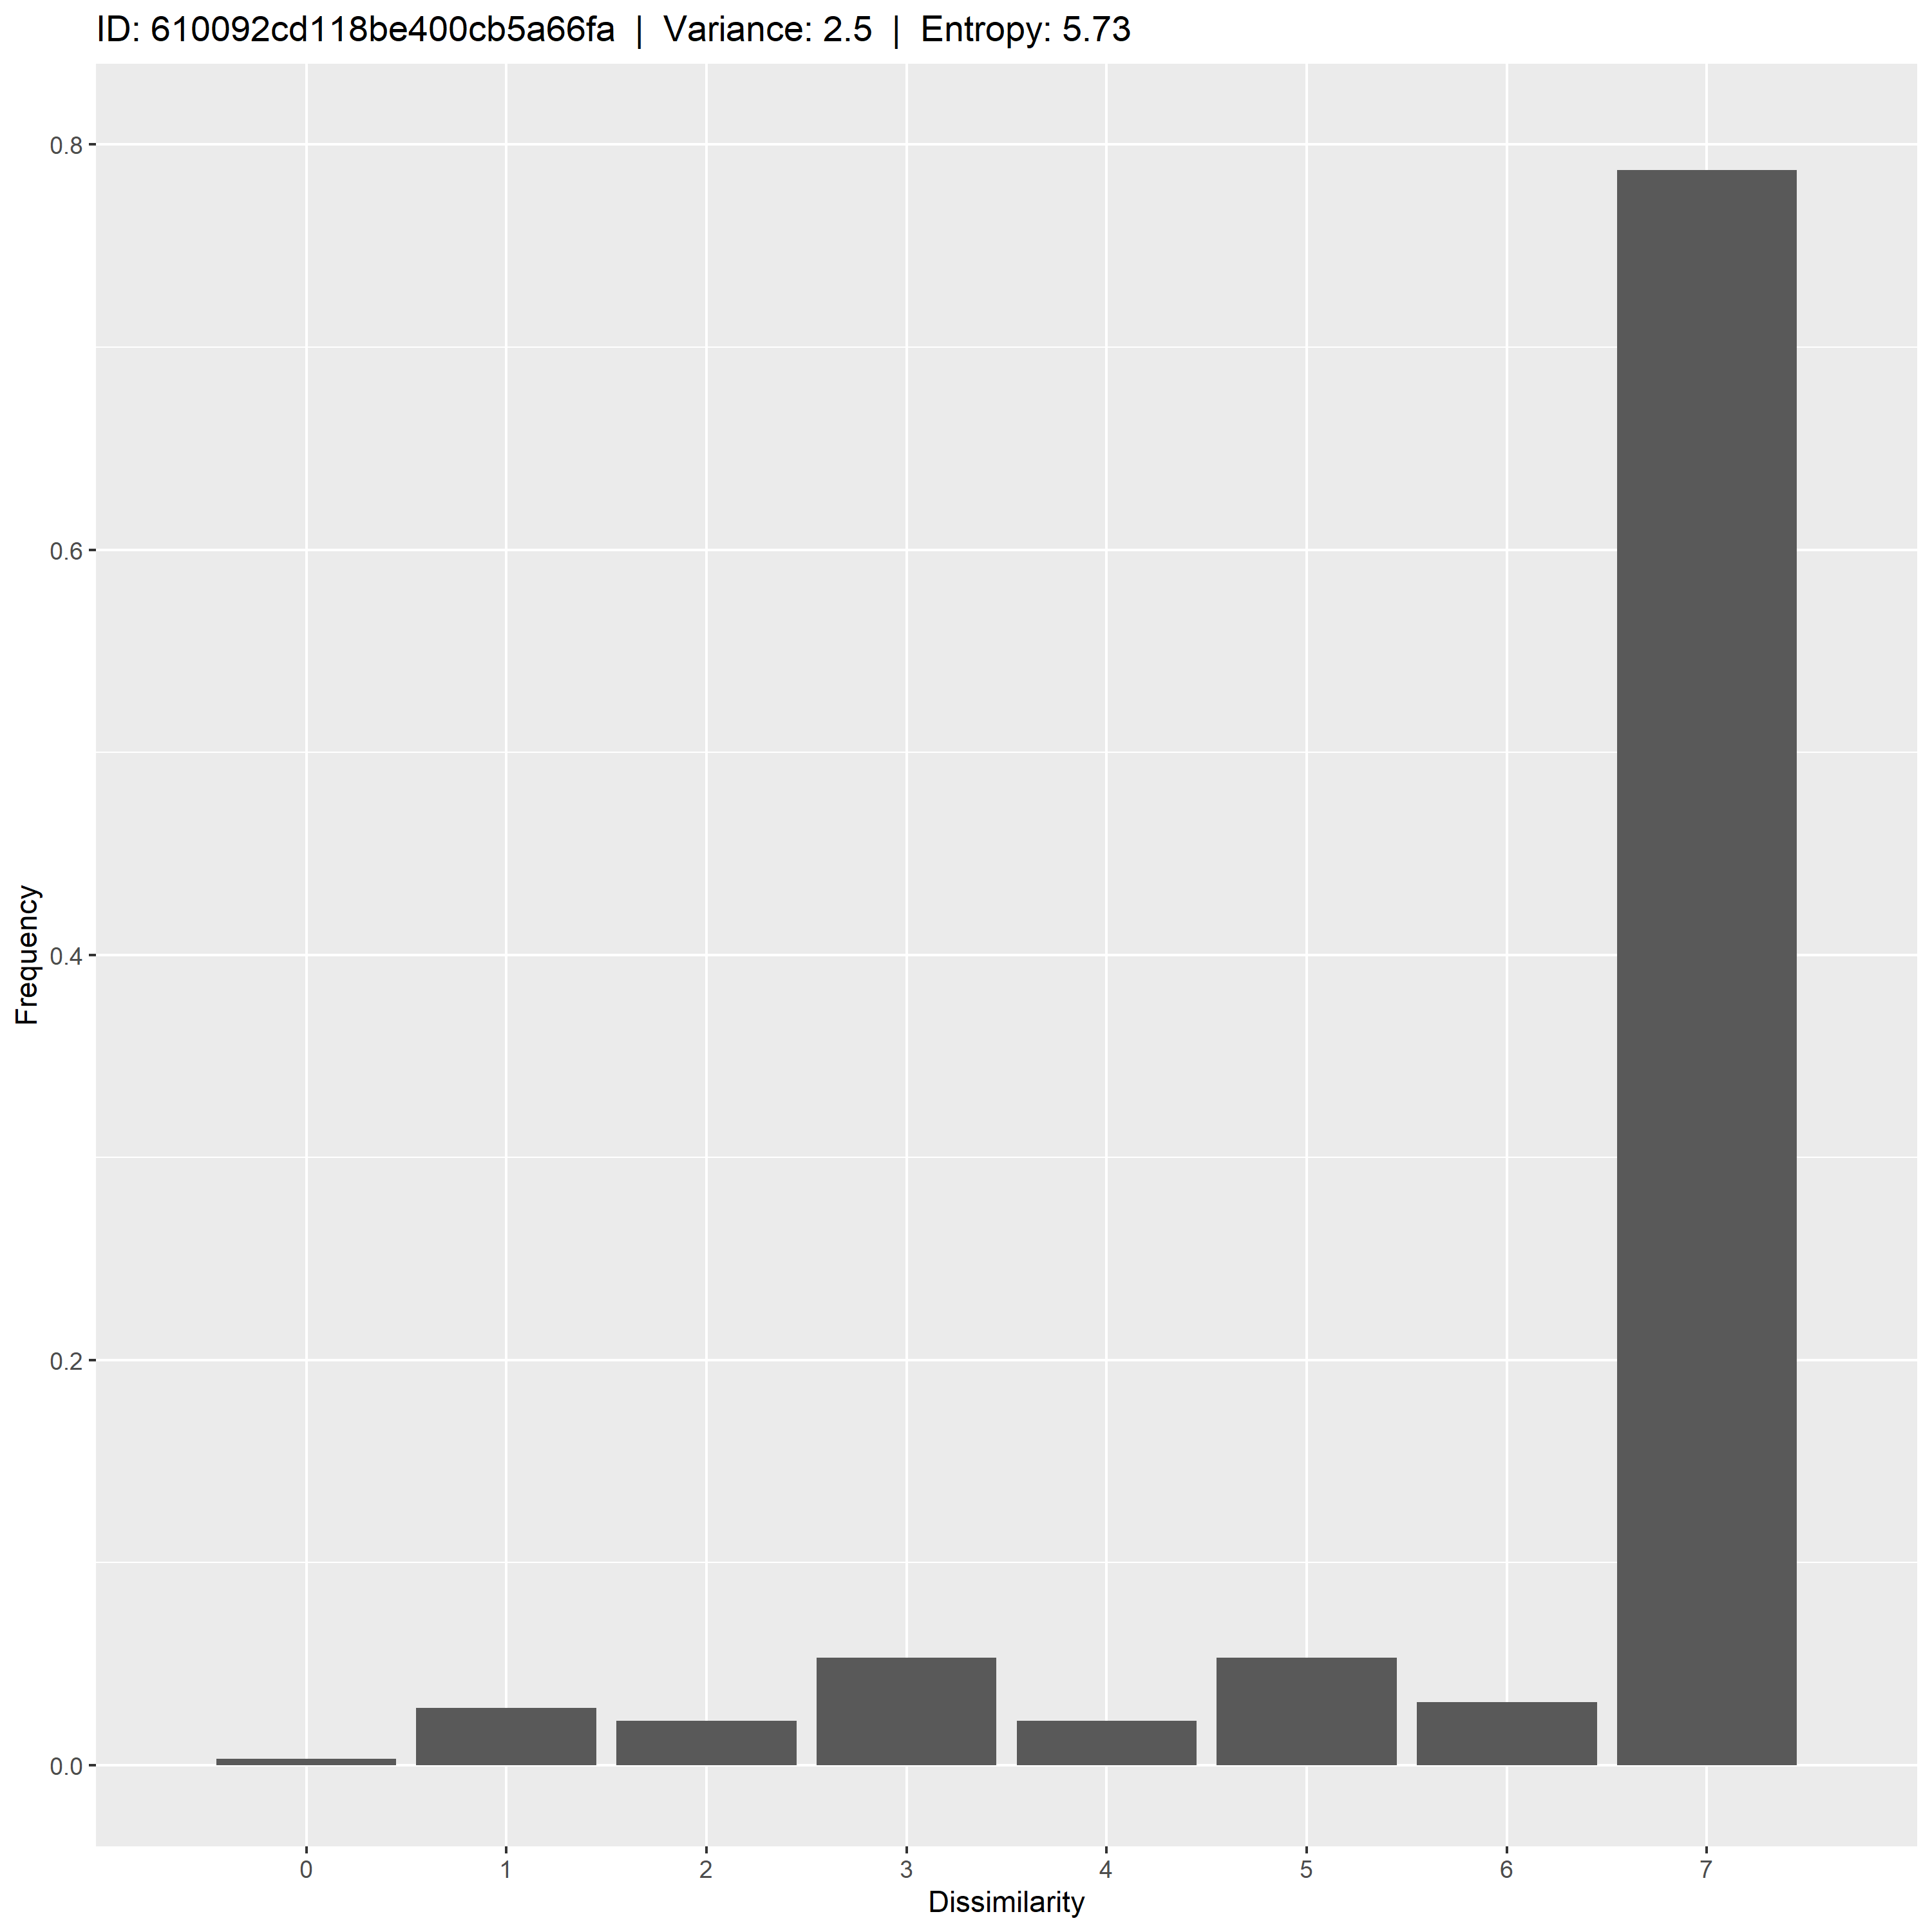 ID: 610092cd118be400cb5a66fa | Variance: 2.5 | Entropy: 5.73
0.8
0.6
0.4
0.2
0.0
Frequency
0 1 2 3 4 5 6 7
Dissimilarity